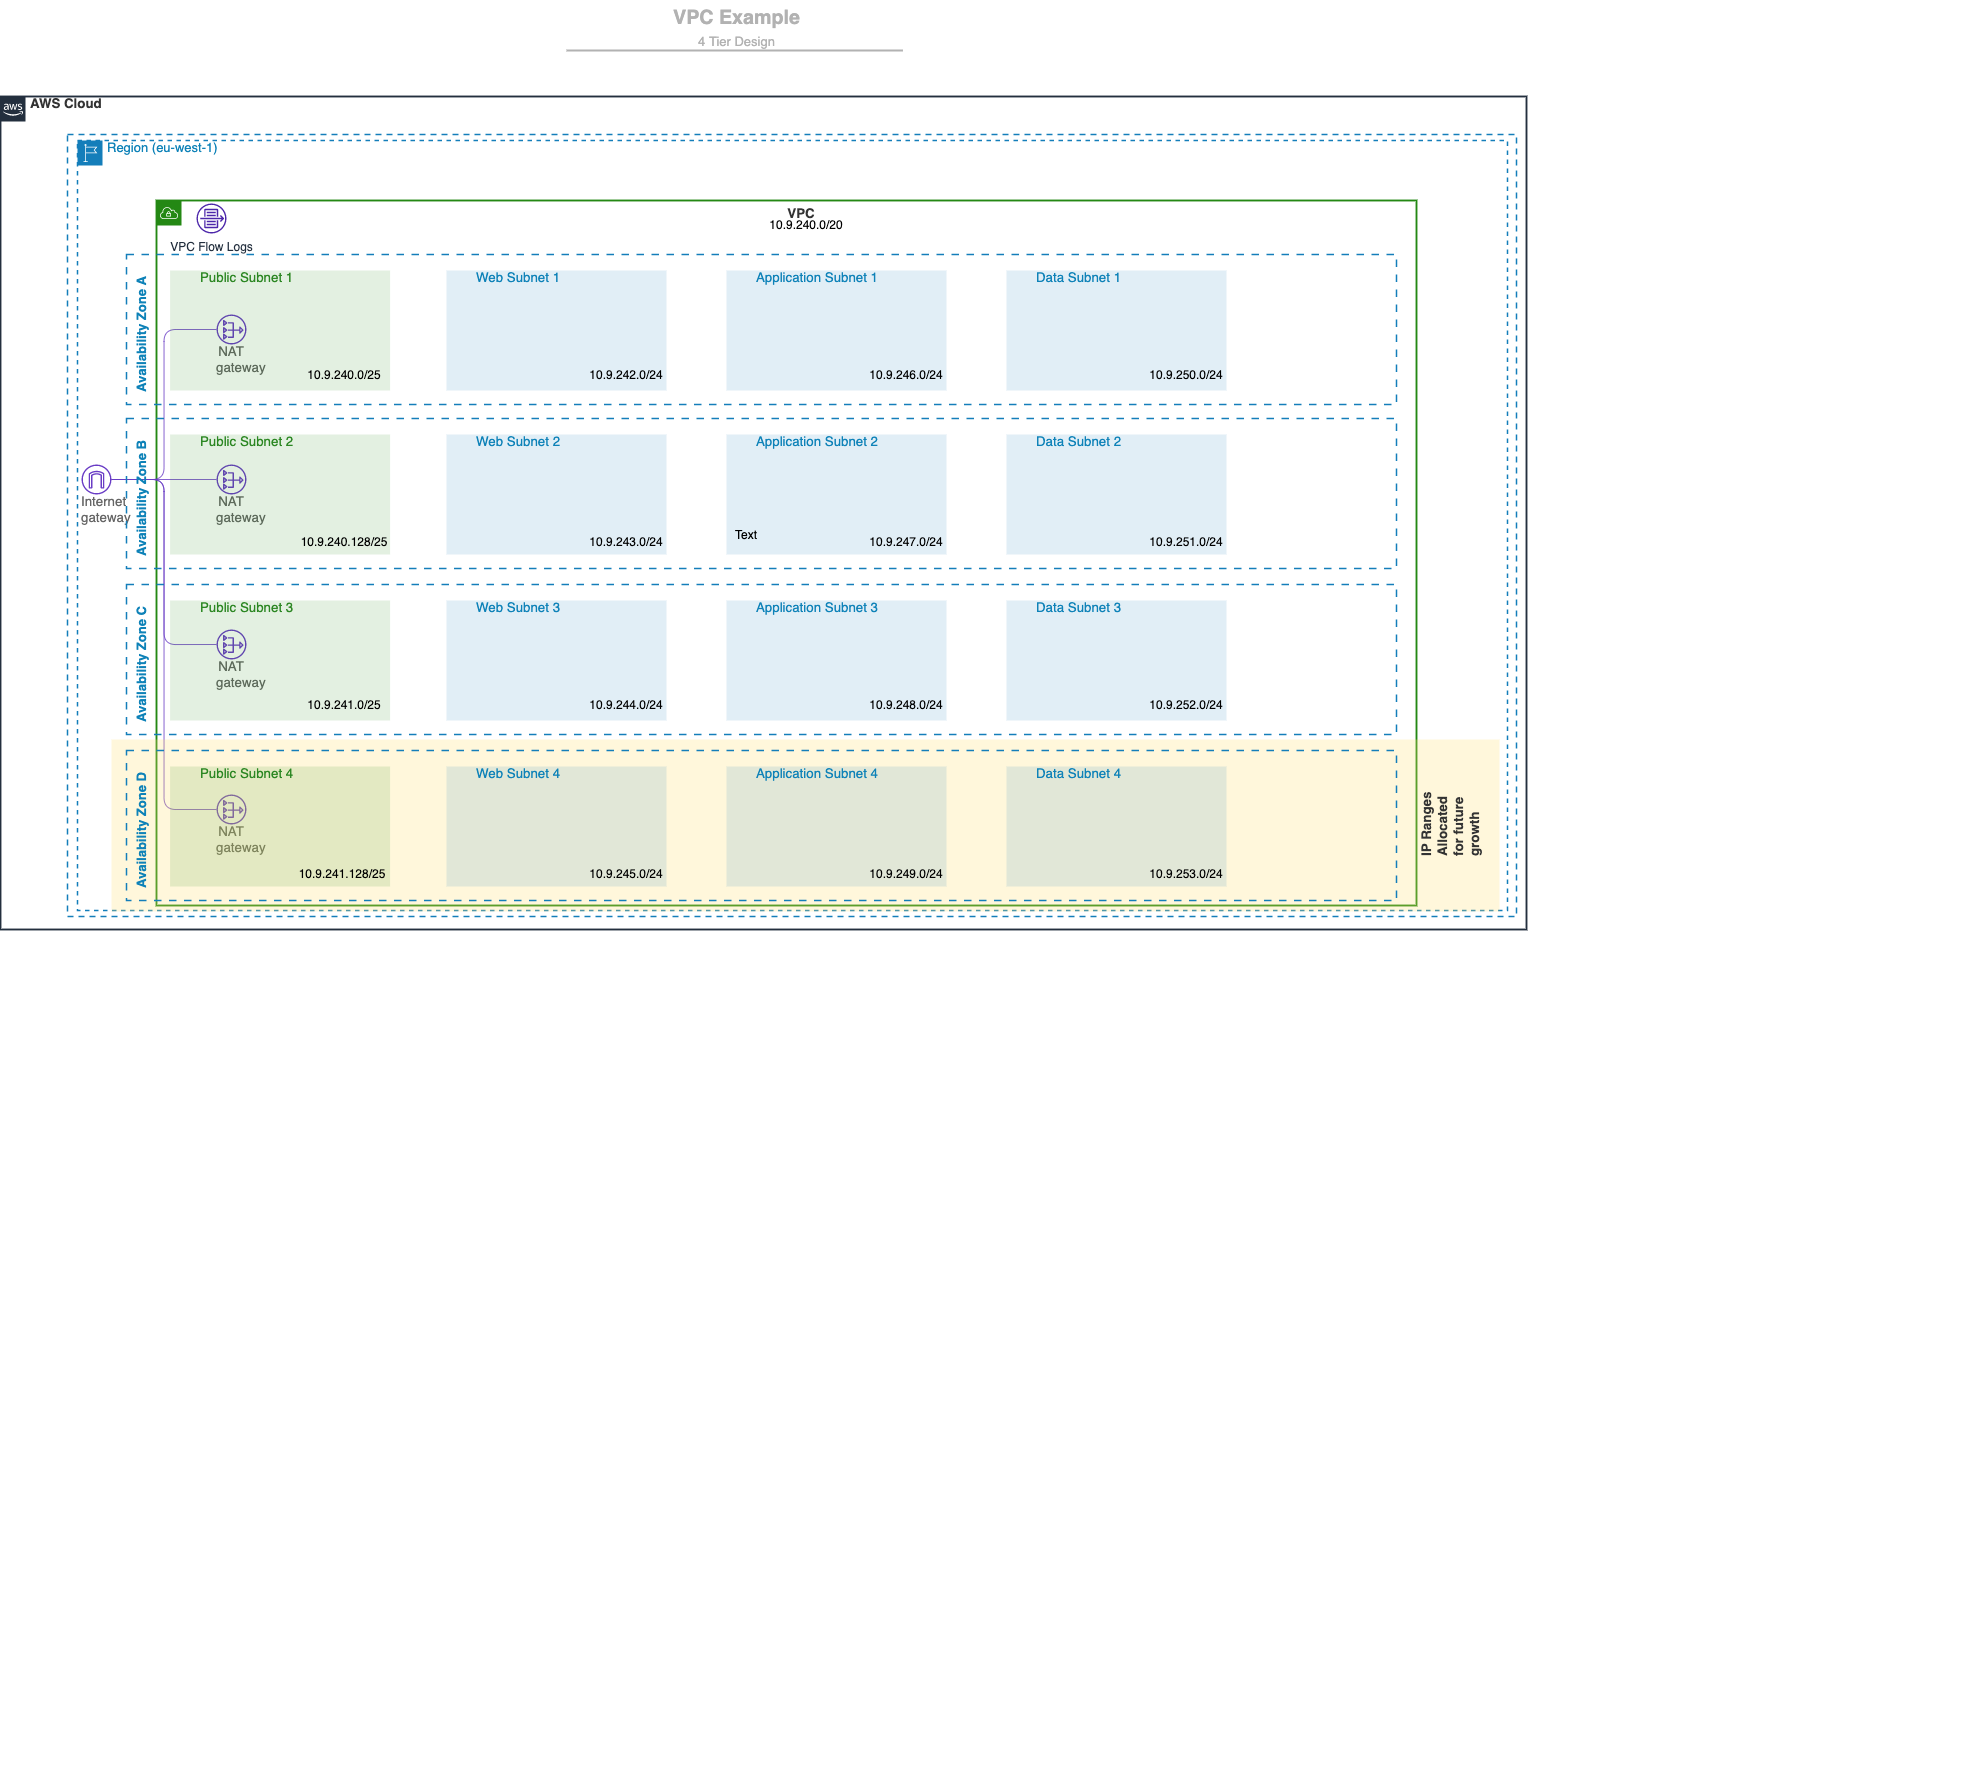 VPC Example
4 Tier Design
aws
AWS Cloud
Region (eu-west-1)
VPC
10.9.240.0/20
VPC Flow Logs
Availability Zone A
Public Subnet 1
NAT
gateway
10.9.240.0/25
Web Subnet 1
10.9.242.0/24
Application Subnet 1
10.9.246.0/24
Data Subnet 1
10.9.250.0/24
Internet
gateway
Availability Zone B
Public Subnet 2
NAT
gateway
10.9.240.128/25
Web Subnet 2
10.9.243.0/24
Application Subnet 2
Text
10.9.247.0/24
Data Subnet 2
10.9.251.0/24
Availability Zone C
Public Subnet 3
NAT
gateway
10.9.241.0/25
Web Subnet 3
10.9.244.0/24
Application Subnet 3
10.9.248.0/24
Data Subnet 3
10.9.252.0/24
Availability Zone D
Public Subnet 4
NAT
gateway
10.9.241.128/25
Web Subnet 4
10.9.245.0/24
Application Subnet 4
10.9.249.0/24
Data Subnet 4
10.9.253.0/24
IP Ranges
Allocated
for future
growth